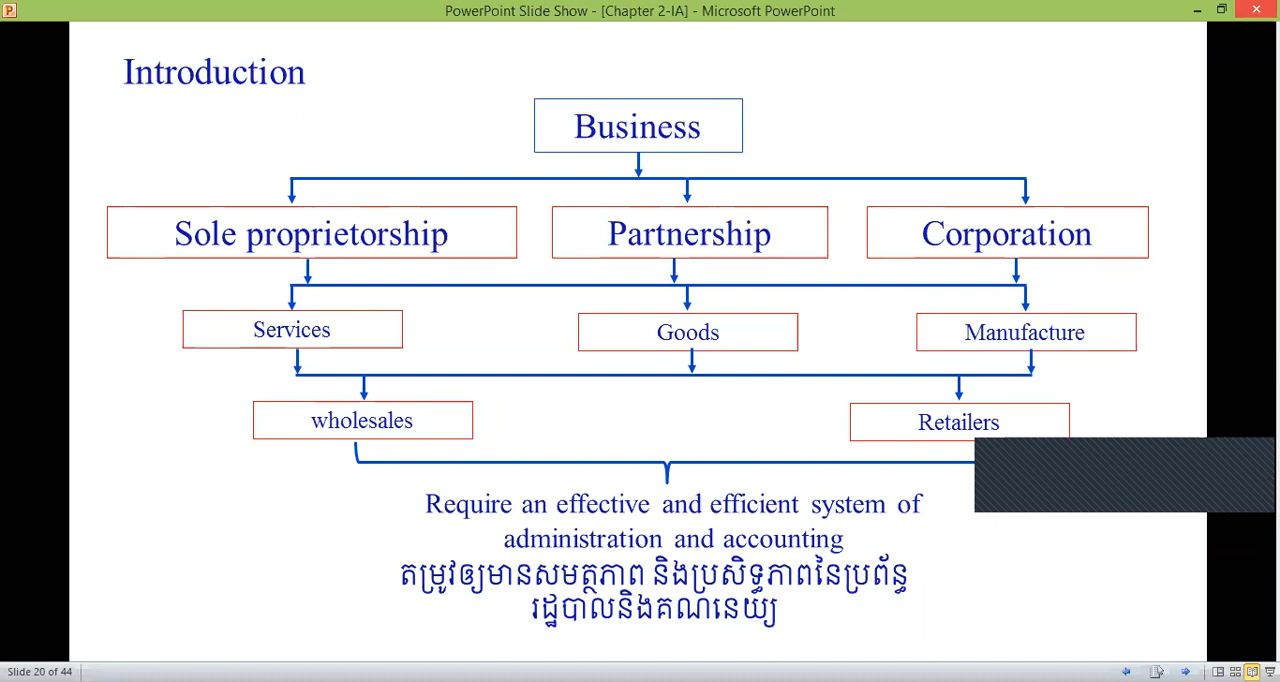 PowerPoint Slide Show - [Chapter 2-IA] - Microsoft PowerPoint
Introduction
Business
Sole proprietorship
Partnership
Corporation
Services
Goods
Manufacture
wholesales
Retailers
Require an effective and efficient system of
administration and accounting
តម្រូវឲ្យមានសមត្ថភាព និងប្រសិទ្ធភាពនៃប្រព័ន្ធ
រដ្ឋបាលនិងគណនេយ្យ
Slide 20 of 44